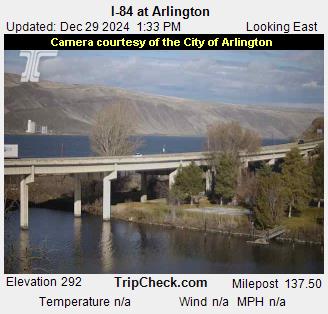 I-84 at Arlington
Updated: Dec 29 2024 1:33 PM Looking East
Camera courtesy of the City of Arlington
Elevation 292 TripCheck.com Milepost 137.50
Temperature n/a Wind n/a MPH n/a